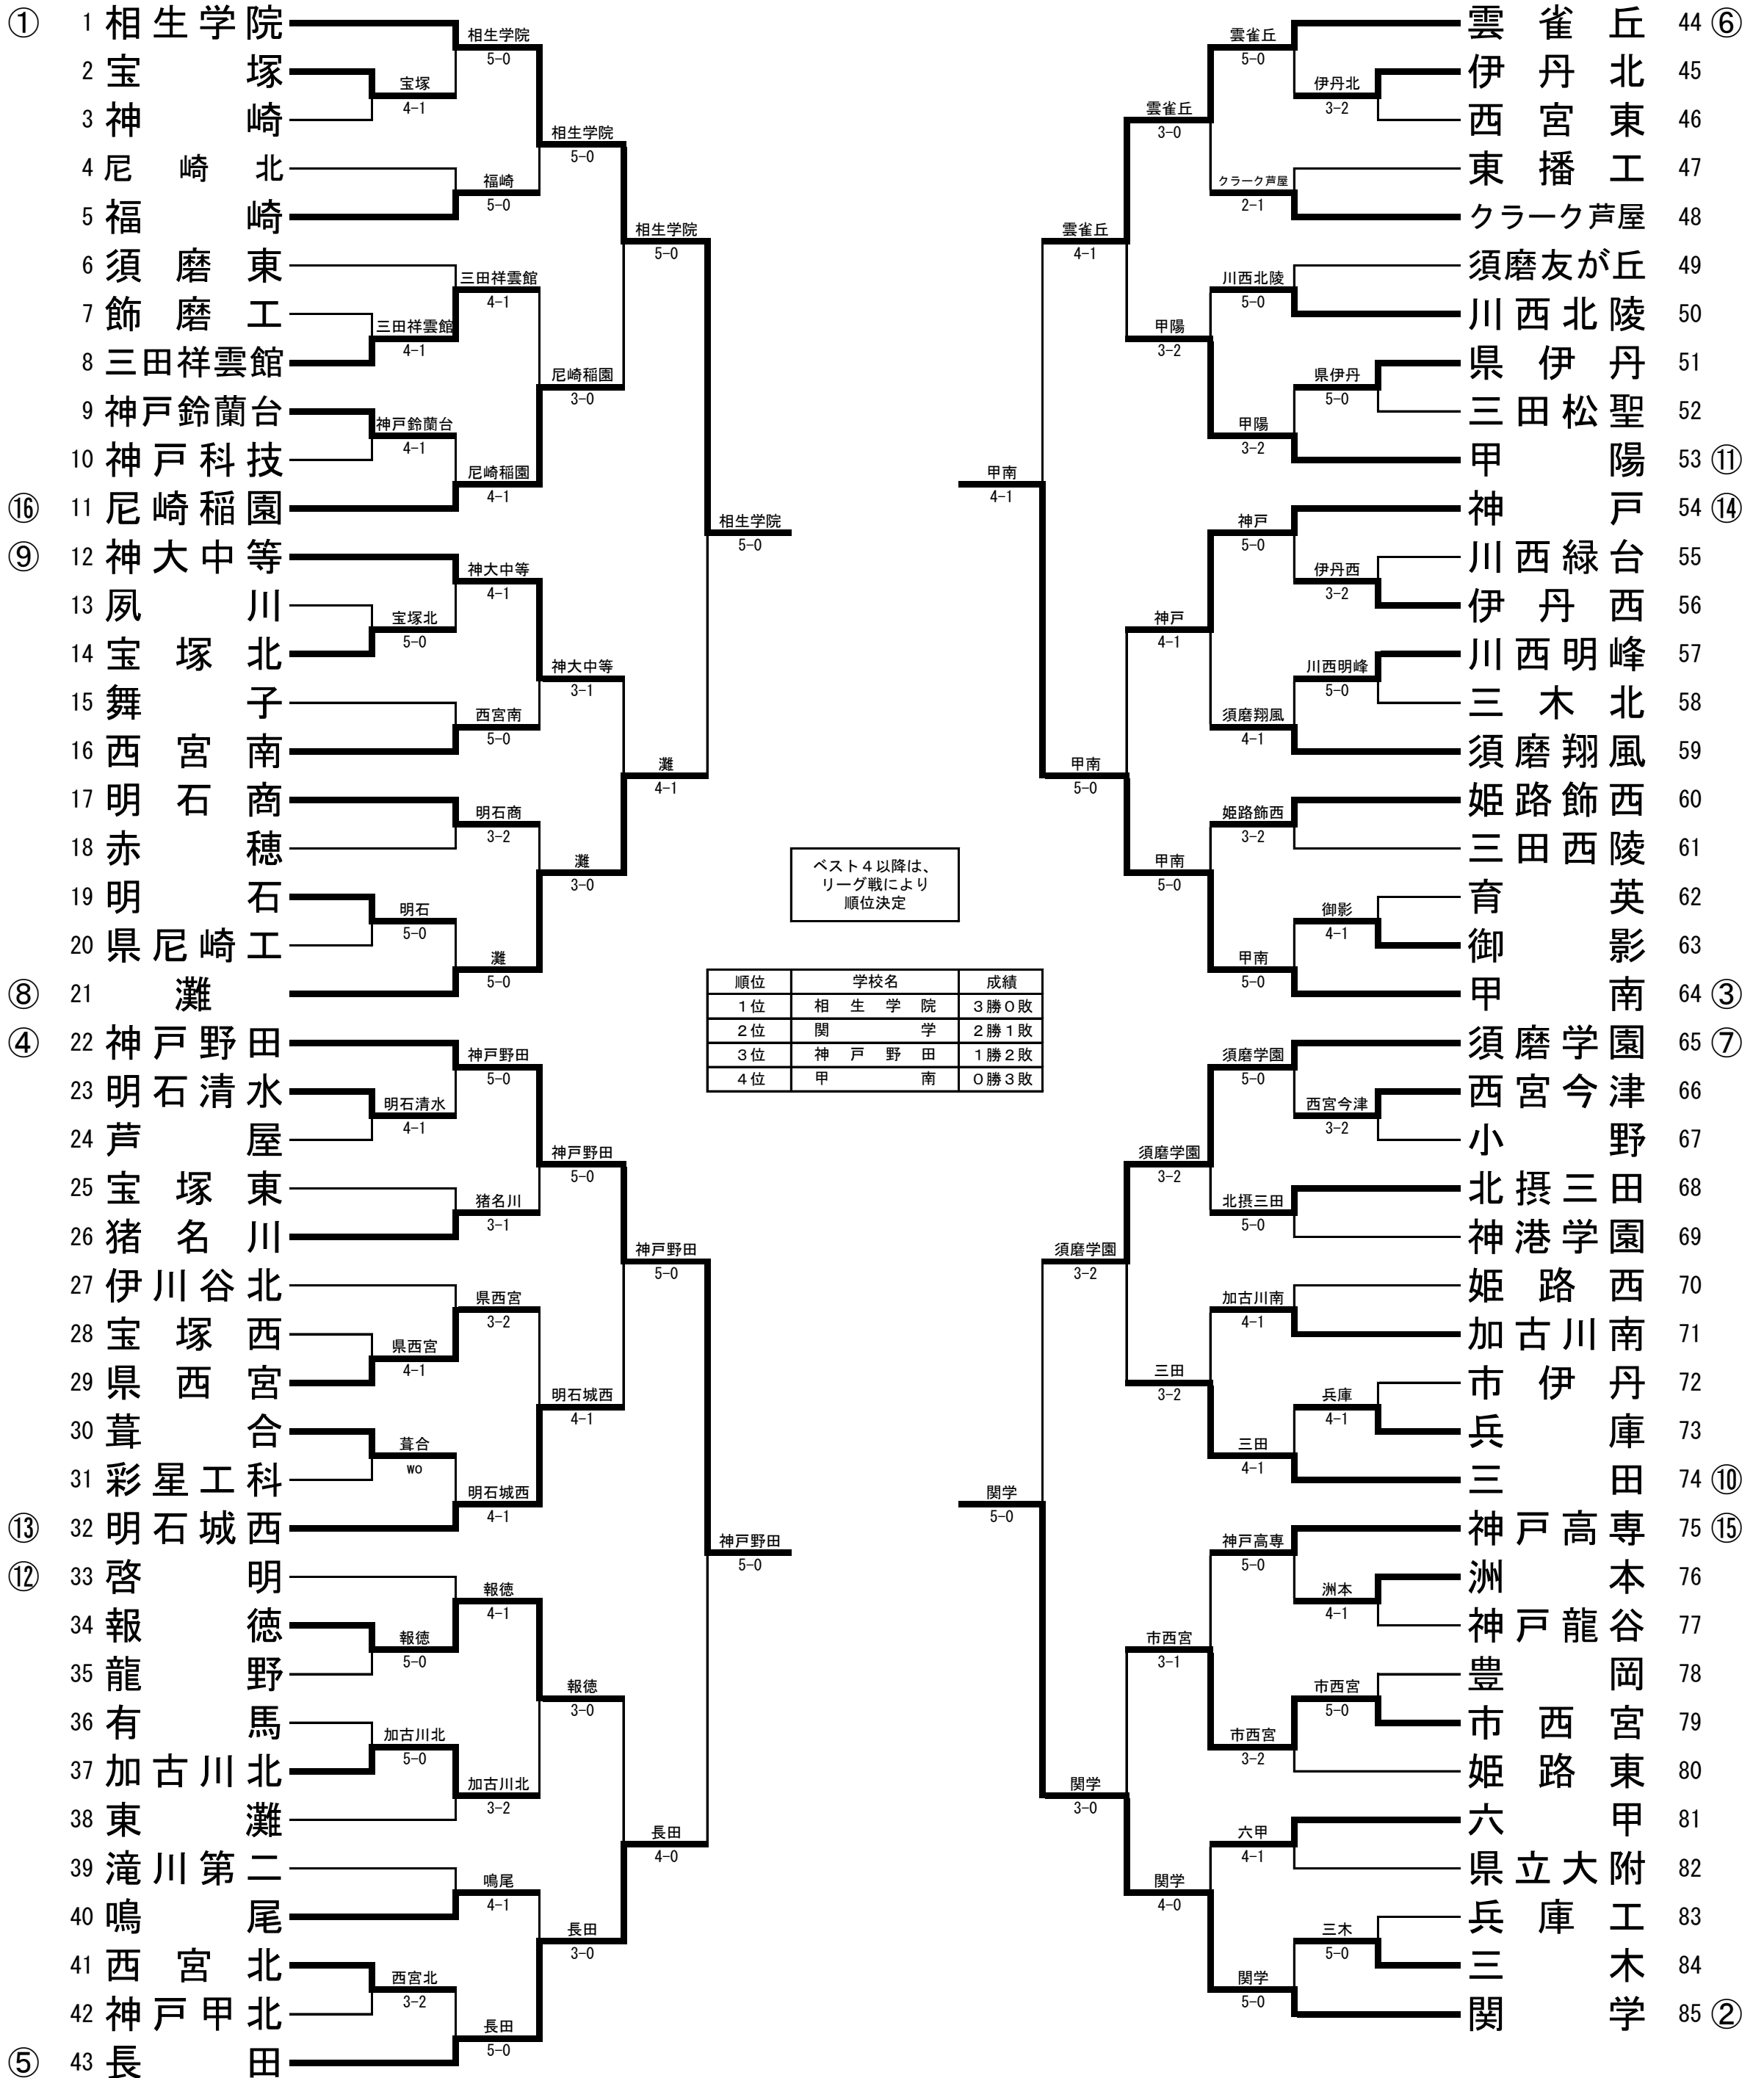 ① 1 相生学院
2 宝塚
3 神崎
4 尼崎北
5 福崎
6 須磨東
7 飾磨工
8 三田祥雲館
9 神戸鈴蘭台
10 神戸科技
⑯ 11 尼崎稲園
⑨ 12 神大中等
13 夙川
14 宝塚北
15 舞子
16 西宮南
17 明石商
18 赤穂
19 明石
20 県尼崎工
⑧ 21 灘
④ 22 神戸野田
23 明石清水
24 芦屋
25 宝塚東
26 猪名川
27 伊川谷北
28 宝塚西
29 県西宮
30 葺合
31 彩星工科
⑬ 32 明石城西
⑫ 33 啓明
34 報徳
35 龍野
36 有馬
37 加古川北
38 東灘
39 滝川第二
40 鳴尾
41 西宮北
42 神戸甲北
⑤ 43 長田
宝塚
4-1
三田祥雲館
4-1
神戸鈴蘭台
4-1
宝塚北
5-0
明石
5-0
明石清水
4-1
県西宮
4-1
葺合
wo
報徳
5-0
加古川北
5-0
西宮北
3-2
相生学院
5-0
福崎
5-0
三田祥雲館
4-1
尼崎稲園
4-1
神大中等
4-1
西宮南
5-0
明石商
3-2
灘
5-0
神戸野田
5-0
猪名川
3-1
県西宮
3-2
明石城西
4-1
報徳
4-1
加古川北
3-2
鳴尾
4-1
長田
5-0
相生学院
5-0
尼崎稲園
3-0
神大中等
3-1
灘
3-0
神戸野田
5-0
明石城西
4-1
報徳
3-0
長田
3-0
相生学院
5-0
灘
4-1
神戸野田
5-0
長田
4-0
相生学院
5-0
神戸野田
5-0
ベスト４以降は、
リーグ戦により
順位決定
順位 学校名 成績
１位 相生学院 ３勝０敗
２位 関学 ２勝１敗
３位 神戸野田 １勝２敗
４位 甲南 ０勝３敗
甲南
4-1
関学
5-0
雲雀丘
4-1
甲南
5-0
須磨学園
3-2
関学
3-0
雲雀丘
3-0
甲陽
3-2
神戸
4-1
甲南
5-0
須磨学園
3-2
三田
3-2
市西宮
3-1
関学
4-0
雲雀丘
5-0
クラーク芦屋
2-1
川西北陵
5-0
甲陽
3-2
神戸
5-0
須磨翔風
4-1
姫路飾西
3-2
甲南
5-0
須磨学園
5-0
北摂三田
5-0
加古川南
4-1
三田
4-1
神戸高専
5-0
市西宮
3-2
六甲
4-1
関学
5-0
伊丹北
3-2
県伊丹
5-0
伊丹西
3-2
川西明峰
5-0
御影
4-1
西宮今津
3-2
兵庫
4-1
洲本
4-1
市西宮
5-0
三木
5-0
雲雀丘 44 ⑥
伊丹北 45
西宮東 46
東播工 47
クラーク芦屋 48
須磨友が丘 49
川西北陵 50
県伊丹 51
三田松聖 52
甲陽 53 ⑪
神戸 54 ⑭
川西緑台 55
伊丹西 56
川西明峰 57
三木北 58
須磨翔風 59
姫路飾西 60
三田西陵 61
育英 62
御影 63
甲南 64 ③
須磨学園 65 ⑦
西宮今津 66
小野 67
北摂三田 68
神港学園 69
姫路西 70
加古川南 71
市伊丹 72
兵庫 73
三田 74 ⑩
神戸高専 75 ⑮
洲本 76
神戸龍谷 77
豊岡 78
市西宮 79
姫路東 80
六甲 81
県立大附 82
兵庫工 83
三木 84
関学 85 ②